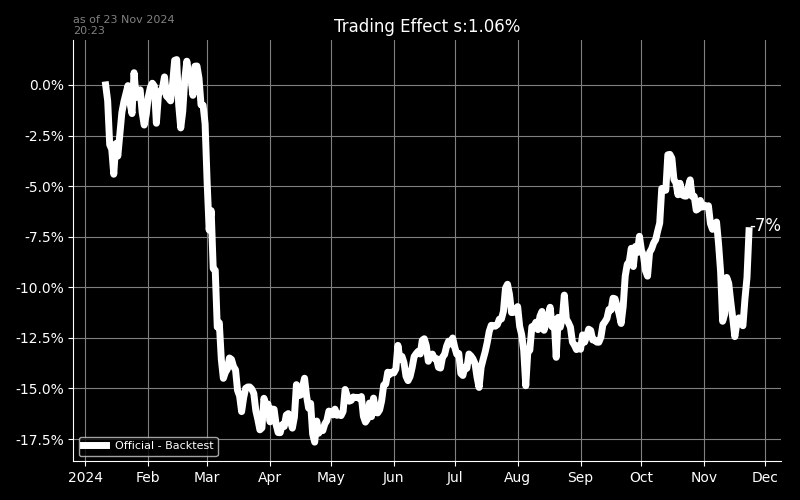 as of 23 Nov 2024
20:23
Trading Effect s:1.06%
0.0%
-2.5%
-5.0%
-7.5%
-10.0%
-12.5%
-15.0%
-17.5%
-7%
Official - Backtest
2024 Feb Mar Apr May Jun Jul Aug Sep Oct Nov Dec